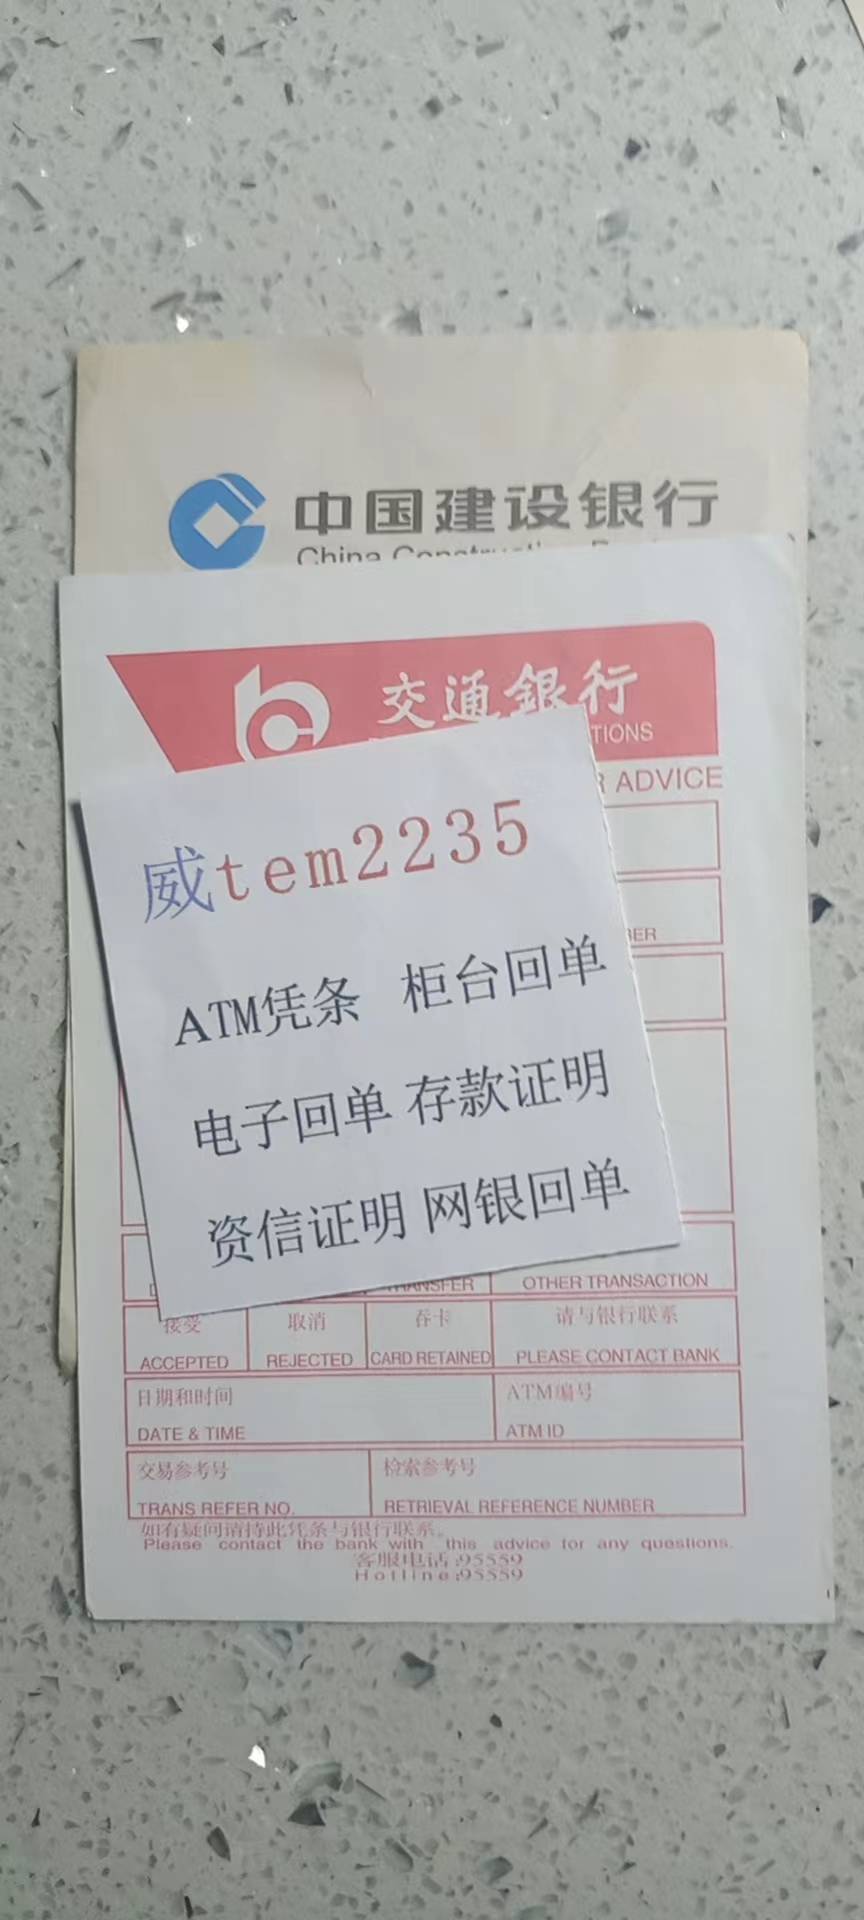 中国建设银行
China
交通銀行
TIONS
ADVICE
威tem2235
ATM凭条 柜台回单
电子回单 存款证明
资信证明 网银回单
OTHER TRANSACTION
接受 取消 吞卡 请与银行联系
ACCEPTED REJECTED CARD RETAINED PLEASE CONTACT BANK
日期和时间 ATM编号
DATE & TIME ATM ID
交易参考号 检索参考号
TRANS REFER NO. RETRIEVAL REFERENCE NUMBER
如有疑问请持此凭条与银行联系。
Please contact the bank with this advice for any questions.
客服电话:95559
Hotline:95559